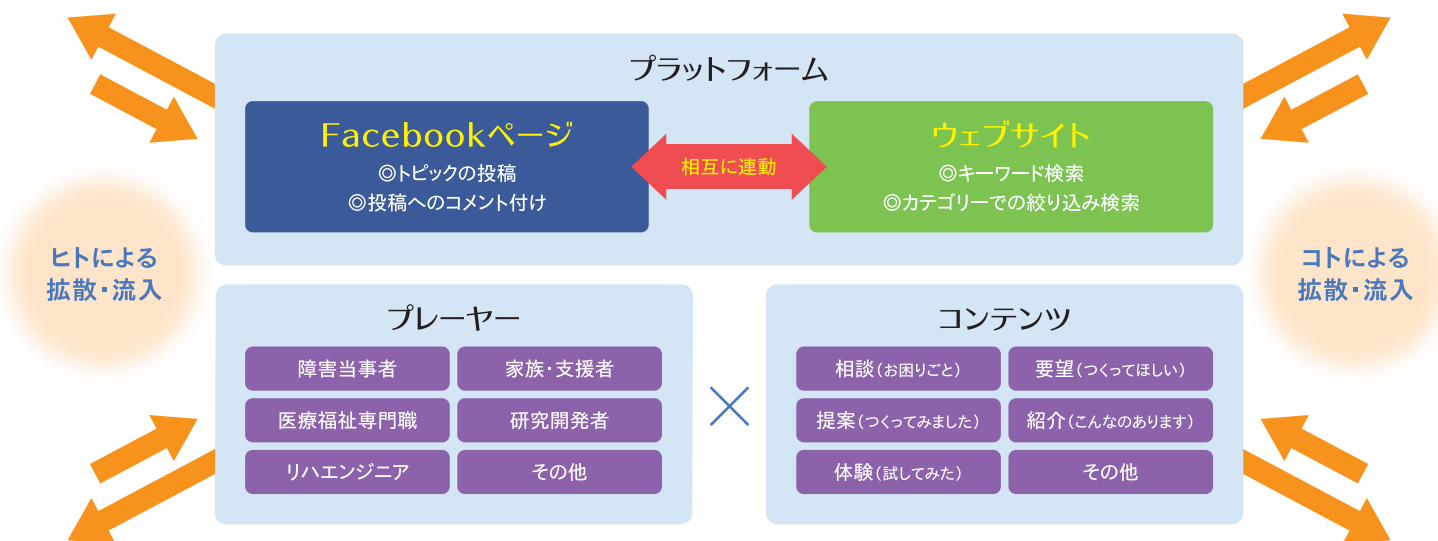 プラットフォーム
Facebookページ
◎トピックの投稿
◎投稿へのコメント付け
相互に連動
ウェブサイト
◎キーワード検索
◎カテゴリーでの絞り込み検索
ヒトによる
拡散・流入
コトによる
拡散・流入
プレーヤー
障害当事者
家族・支援者
医療福祉専門職
研究開発者
リハエンジニア
その他
×
コンテンツ
相談(お困りごと)
要望(つくってほしい)
提案(つくってみました)
紹介(こんなのあります)
体験(試してみた)
その他